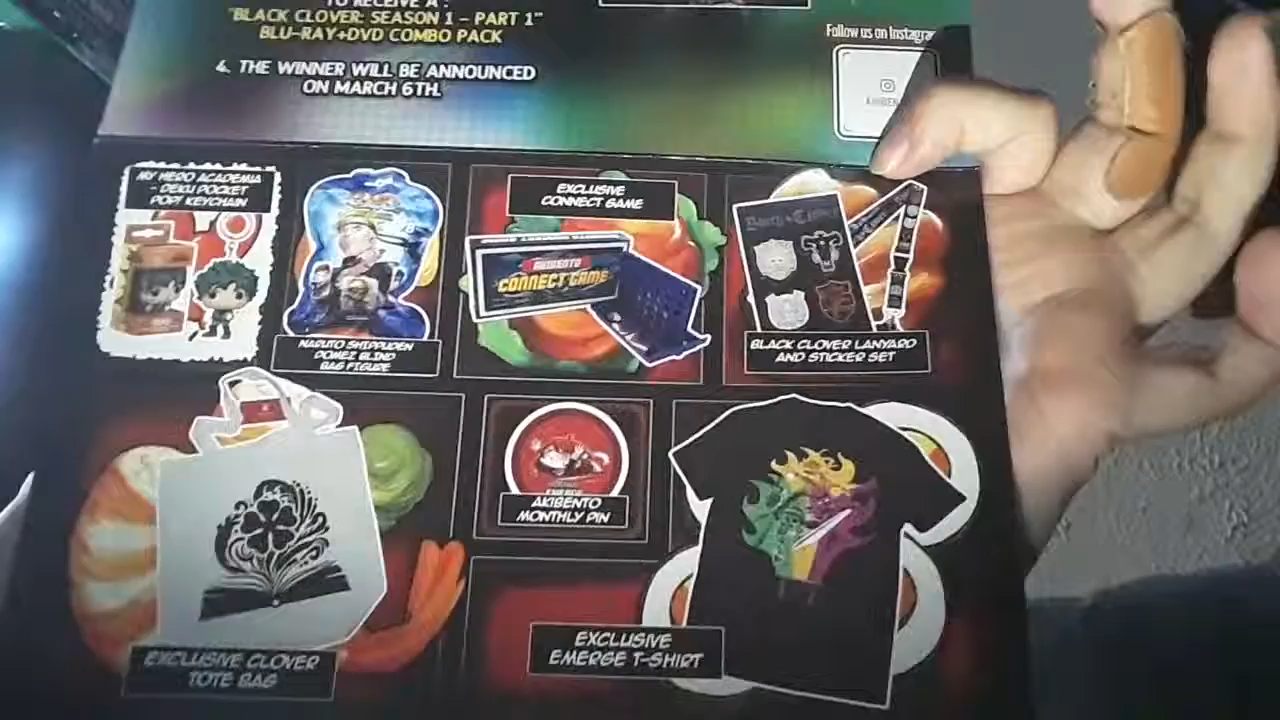 TO RECEIVE A :
"BLACK CLOVER: SEASON 1 - PART 1"
BLU-RAY+DVD COMBO PACK
4. THE WINNER WILL BE ANNOUNCED
ON MARCH 6TH.
Follow us on Instagram
MY HERO ACADEMIA
- DEKU POCKET
POP! KEYCHAIN
NARUTO SHIPPUDEN
DOMEZ BLIND
BAG FIGURE
EXCLUSIVE
CONNECT GAME
AKIBENTO
CONNECT GAME
Black Clover
BLACK CLOVER LANYARD
AND STICKER SET
EXCLUSIVE CLOVER
TOTE BAG
AKIBENTO
MONTHLY PIN
EXCLUSIVE
EMERGE T-SHIRT